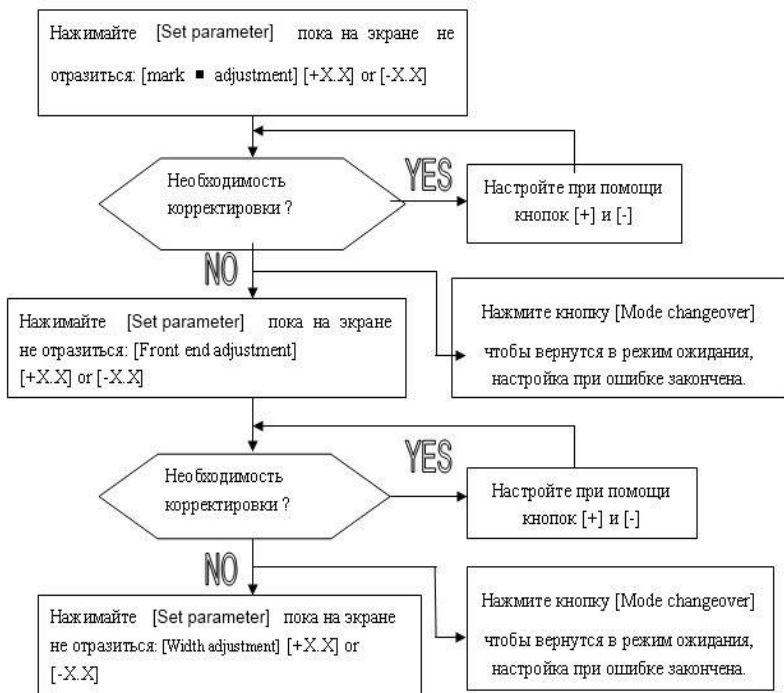 Нажимайте [Set parameter] пока на экране не
отразиться: [mark ■ adjustment] [+X.X] or [-X.X]
Необходимость
корректировки ?
YES
Настройте при помощи
кнопок [+] и [-]
NO
Нажимайте [Set parameter] пока на экране
не отразиться: [Front end adjustment]
[+X.X] or [-X.X]
Нажмите кнопку [Mode changeover]
чтобы вернутся в режим ожидания,
настройка при ошибке закончена.
Необходимость
корректировки ?
YES
Настройте при помощи
кнопок [+] и [-]
NO
Нажимайте [Set parameter] пока на экране
не отразиться: [Width adjustment] [+X.X] or
[-X.X]
Нажмите кнопку [Mode changeover]
чтобы вернутся в режим ожидания,
настройка при ошибке закончена.